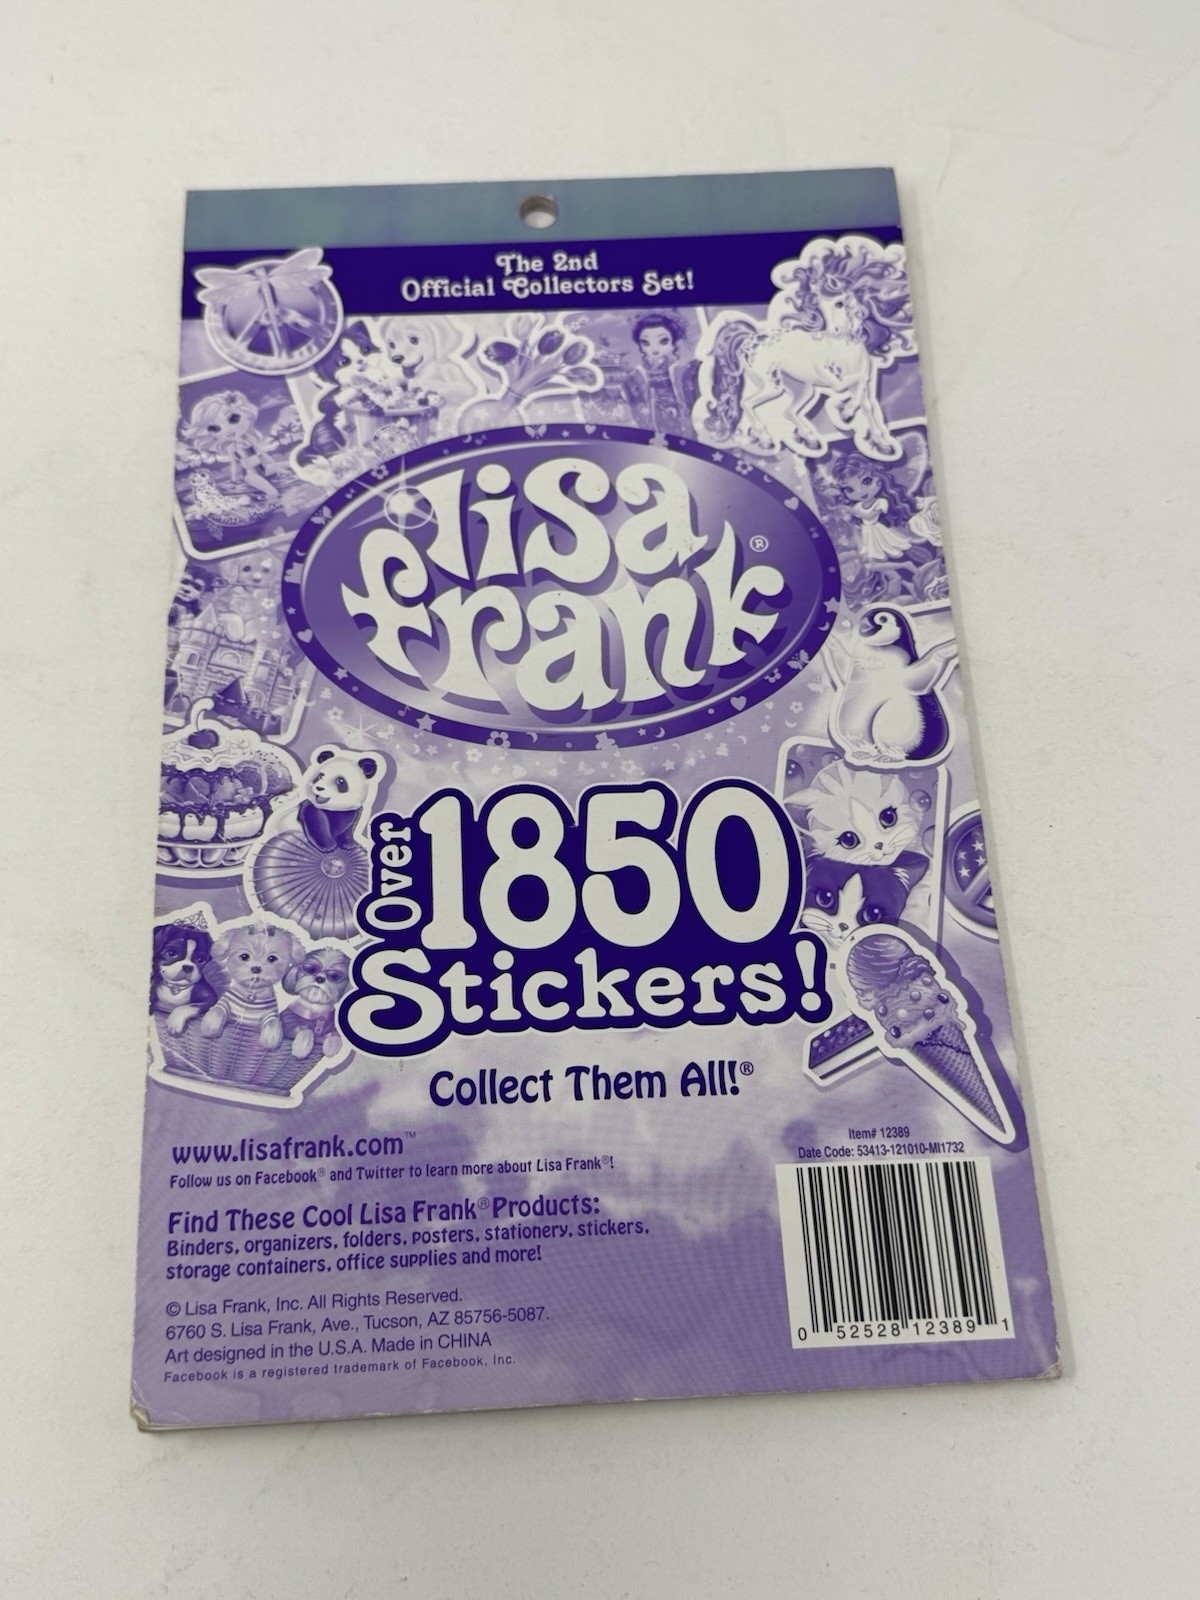 The 2nd
Official Collectors Set!
lisa
frank®
Over
1850
Stickers!
Collect Them All!®
www.lisafrank.com™
Follow us on Facebook® and Twitter to learn more about Lisa Frank®!
Find These Cool Lisa Frank® Products:
Binders, organizers, folders, posters, stationery, stickers,
storage containers, office supplies and more!
© Lisa Frank, Inc. All Rights Reserved.
6760 S. Lisa Frank, Ave., Tucson, AZ 85756-5087.
Art designed in the U.S.A. Made in CHINA
Facebook is a registered trademark of Facebook, Inc.
Item# 12389
Date Code: 53413-121010-MI1732
0 52528 12389 1